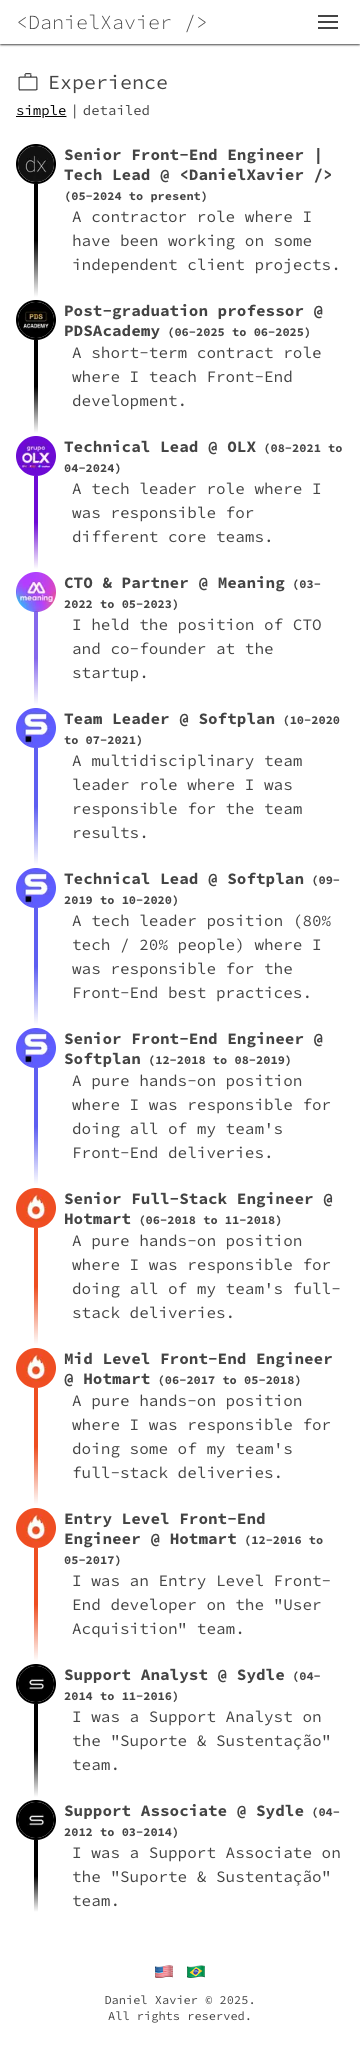 <DanielXavier />
Experience
simple | detailed
dx
Senior Front-End Engineer |
Tech Lead @ <DanielXavier />
(05-2024 to present)
A contractor role where I
have been working on some
independent client projects.
PDS
ACADEMY
Post-graduation professor @
PDSAcademy (06-2025 to 06-2025)
A short-term contract role
where I teach Front-End
development.
grupo
OLX
Technical Lead @ OLX (08-2021 to
04-2024)
A tech leader role where I
was responsible for
different core teams.
meaning
CTO & Partner @ Meaning (03-
2022 to 05-2023)
I held the position of CTO
and co-founder at the
startup.
Team Leader @ Softplan (10-2020
to 07-2021)
A multidisciplinary team
leader role where I was
responsible for the team
results.
Technical Lead @ Softplan (09-
2019 to 10-2020)
A tech leader position (80%
tech / 20% people) where I
was responsible for the
Front-End best practices.
Senior Front-End Engineer @
Softplan (12-2018 to 08-2019)
A pure hands-on position
where I was responsible for
doing all of my team's
Front-End deliveries.
Senior Full-Stack Engineer @
Hotmart (06-2018 to 11-2018)
A pure hands-on position
where I was responsible for
doing all of my team's full-
stack deliveries.
Mid Level Front-End Engineer
@ Hotmart (06-2017 to 05-2018)
A pure hands-on position
where I was responsible for
doing some of my team's
full-stack deliveries.
Entry Level Front-End
Engineer @ Hotmart (12-2016 to
05-2017)
I was an Entry Level Front-
End developer on the "User
Acquisition" team.
Support Analyst @ Sydle (04-
2014 to 11-2016)
I was a Support Analyst on
the "Suporte & Sustentação"
team.
Support Associate @ Sydle (04-
2012 to 03-2014)
I was a Support Associate on
the "Suporte & Sustentação"
team.
Daniel Xavier © 2025.
All rights reserved.